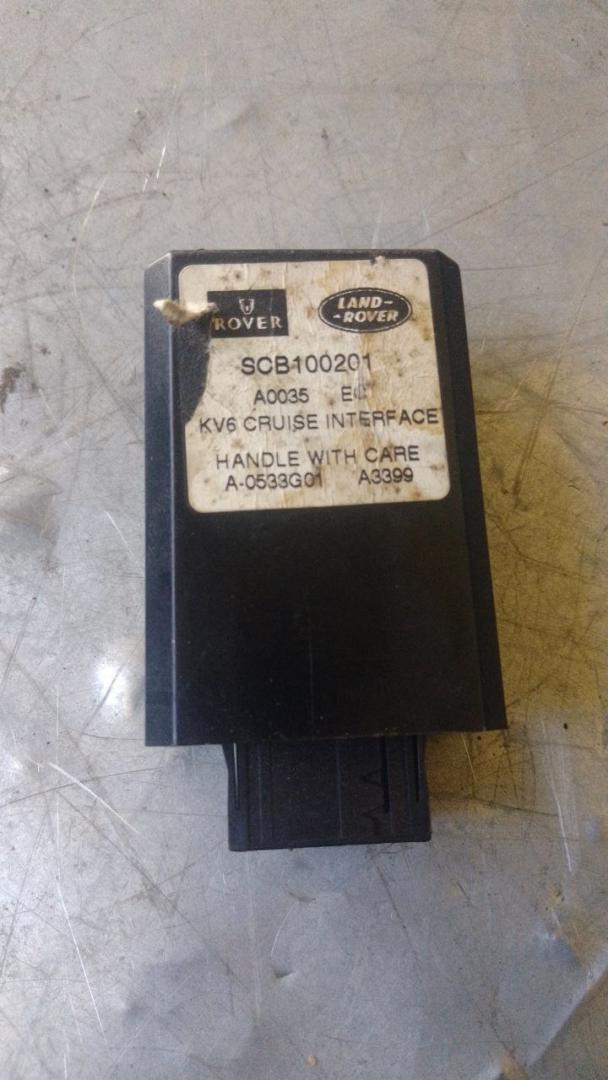 ROVER LAND-
-ROVER
SCB100201
A0035
KV6 CRUISE INTERFACE
HANDLE WITH CARE
A-0533G01 A3399